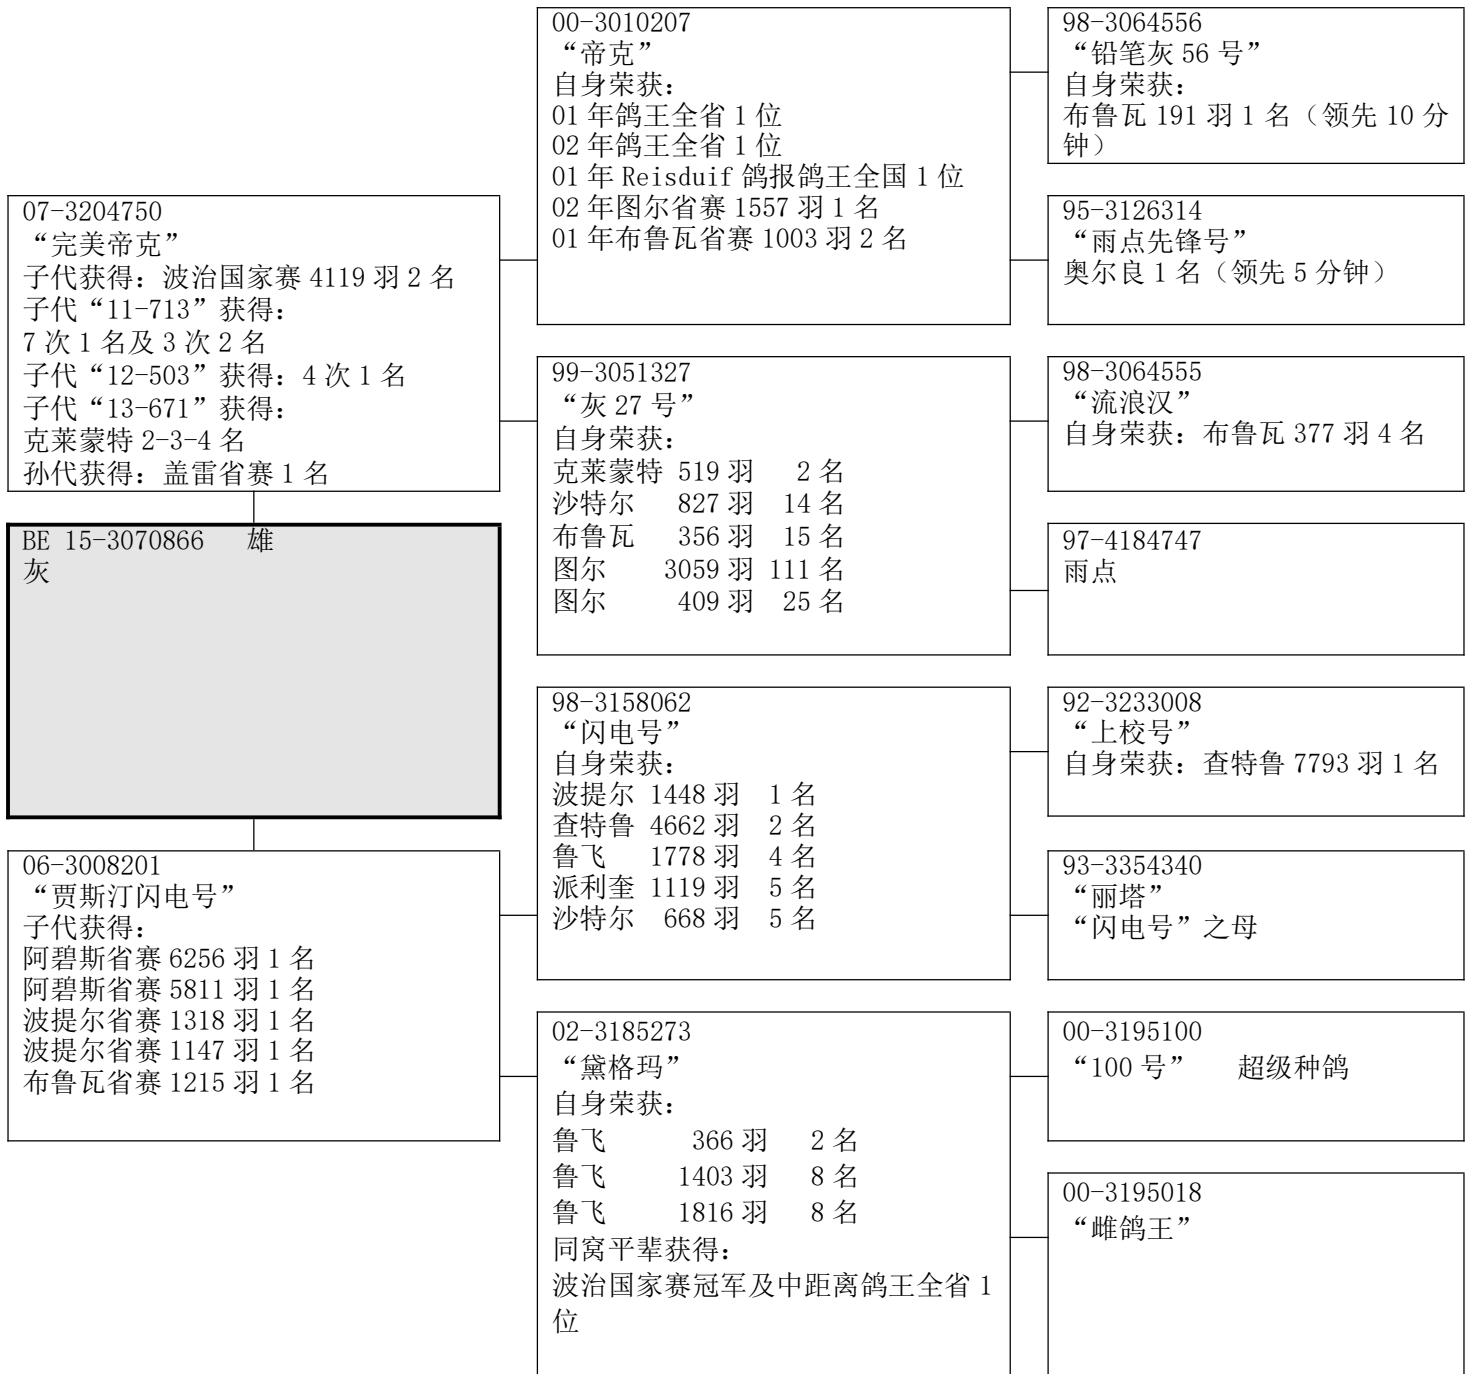 07-3204750
“完美帝克”
子代获得：波治国家赛 4119 羽 2 名
子代“11-713”获得：
7 次 1 名及 3 次 2 名
子代“12-503”获得：4 次 1 名
子代“13-671”获得：
克莱蒙特 2-3-4 名
孙代获得：盖雷省赛 1 名
BE 15-3070866 雄
灰
06-3008201
“贾斯汀闪电号”
子代获得：
阿碧斯省赛 6256 羽 1 名
阿碧斯省赛 5811 羽 1 名
波提尔省赛 1318 羽 1 名
波提尔省赛 1147 羽 1 名
布鲁瓦省赛 1215 羽 1 名
00-3010207
“帝克”
自身荣获：
01 年鸽王全省 1 位
02 年鸽王全省 1 位
01 年 Reisduif 鸽报鸽王全国 1 位
02 年图尔省赛 1557 羽 1 名
01 年布鲁瓦省赛 1003 羽 2 名
99-3051327
“灰 27 号”
自身荣获：
克莱蒙特 519 羽 2 名
沙特尔 827 羽 14 名
布鲁瓦 356 羽 15 名
图尔 3059 羽 111 名
图尔 409 羽 25 名
98-3158062
“闪电号”
自身荣获：
波提尔 1448 羽 1 名
查特鲁 4662 羽 2 名
鲁飞 1778 羽 4 名
派利奎 1119 羽 5 名
沙特尔 668 羽 5 名
02-3185273
“黛格玛”
自身荣获：
鲁飞 366 羽 2 名
鲁飞 1403 羽 8 名
鲁飞 1816 羽 8 名
同窝平辈获得：
波治国家赛冠军及中距离鸽王全省 1
位
98-3064556
“铅笔灰 56 号”
自身荣获：
布鲁瓦 191 羽 1 名（领先 10 分
钟）
95-3126314
“雨点先锋号”
奥尔良 1 名（领先 5 分钟）
98-3064555
“流浪汉”
自身荣获：布鲁瓦 377 羽 4 名
97-4184747
雨点
92-3233008
“上校号”
自身荣获：查特鲁 7793 羽 1 名
93-3354340
“丽塔”
“闪电号”之母
00-3195100
“100 号” 超级种鸽
00-3195018
“雌鸽王”